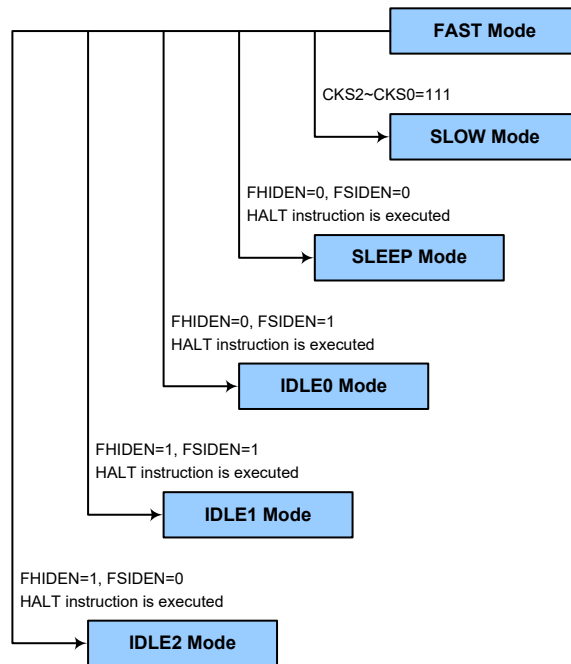 FAST Mode
CKS2~CKS0=111
SLOW Mode
FHIDEN=0, FSIDEN=0
HALT instruction is executed
SLEEP Mode
FHIDEN=0, FSIDEN=1
HALT instruction is executed
IDLE0 Mode
FHIDEN=1, FSIDEN=1
HALT instruction is executed
IDLE1 Mode
FHIDEN=1, FSIDEN=0
HALT instruction is executed
IDLE2 Mode